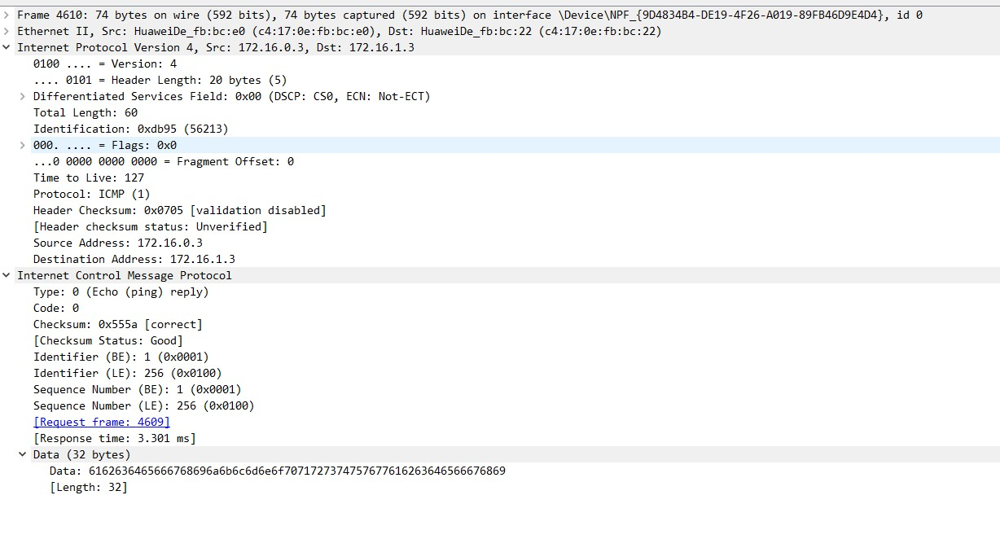 Frame 4610: 74 bytes on wire (592 bits), 74 bytes captured (592 bits) on interface \Device\NPF_{9D4834B4-DE19-4F26-A019-89FB46D9E4D4}, id 0
Ethernet II, Src: HuaweiDe_fb:bc:e0 (c4:17:0e:fb:bc:e0), Dst: HuaweiDe_fb:bc:22 (c4:17:0e:fb:bc:22)
Internet Protocol Version 4, Src: 172.16.0.3, Dst: 172.16.1.3
0100 .... = Version: 4
.... 0101 = Header Length: 20 bytes (5)
Differentiated Services Field: 0x00 (DSCP: CS0, ECN: Not-ECT)
Total Length: 60
Identification: 0xdb95 (56213)
000. .... = Flags: 0x0
...0 0000 0000 0000 = Fragment Offset: 0
Time to Live: 127
Protocol: ICMP (1)
Header Checksum: 0x0705 [validation disabled]
[Header checksum status: Unverified]
Source Address: 172.16.0.3
Destination Address: 172.16.1.3
Internet Control Message Protocol
Type: 0 (Echo (ping) reply)
Code: 0
Checksum: 0x555a [correct]
[Checksum Status: Good]
Identifier (BE): 1 (0x0001)
Identifier (LE): 256 (0x0100)
Sequence Number (BE): 1 (0x0001)
Sequence Number (LE): 256 (0x0100)
[Request frame: 4609]
[Response time: 3.301 ms]
Data (32 bytes)
Data: 6162636465666768696a6b6c6d6e6f7071727374757677616263646566676869
[Length: 32]